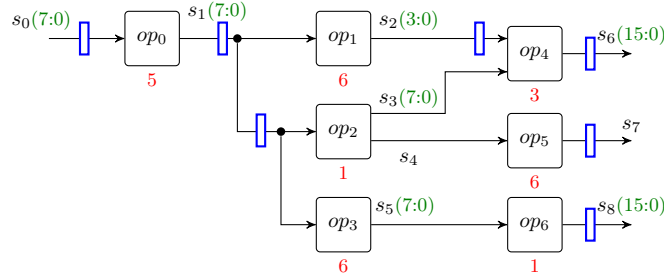 s₀(7:0) s₁(7:0) s₂(3:0) s₆(15:0)
op₀ op₁ op₄
5 6 3
s₃(7:0)
s₇
op₂ op₅
s₄
1 6
s₅(7:0) s₈(15:0)
op₃ op₆
6 1